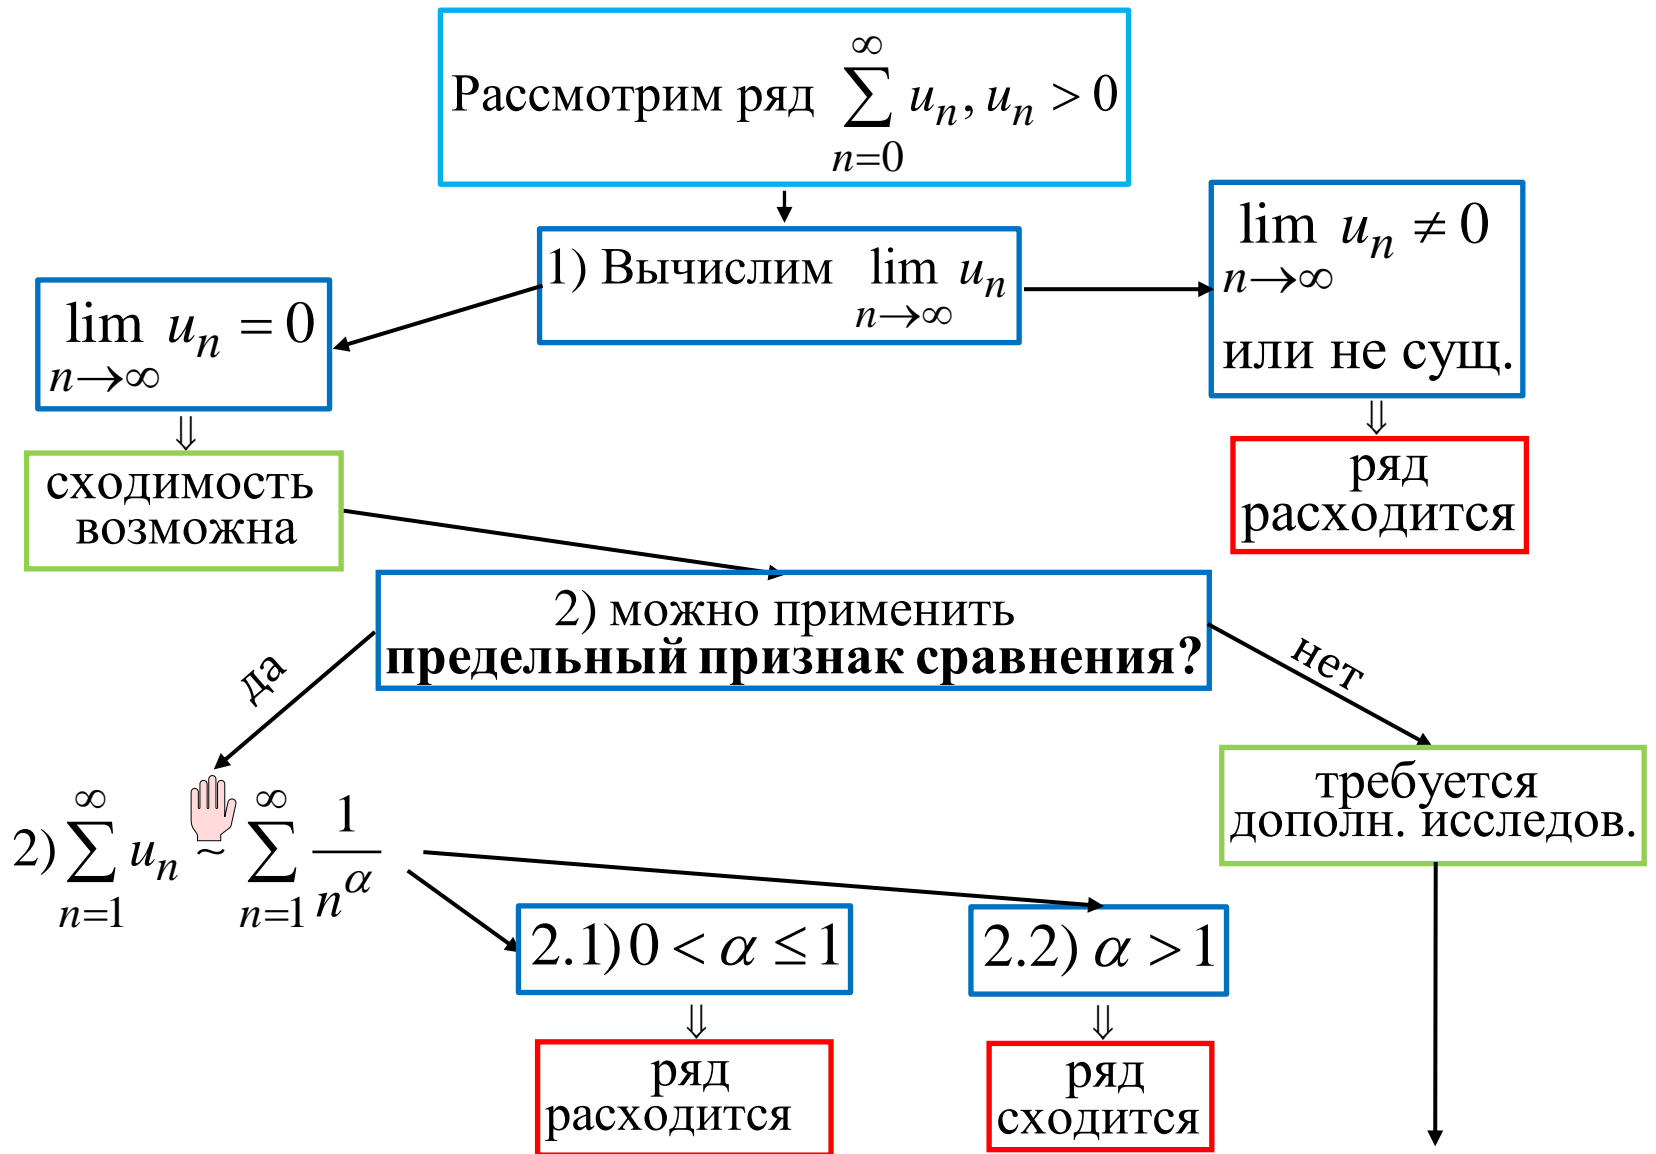 Рассмотрим ряд ∑_{n=0}^{∞} u_n, u_n > 0
1) Вычислим lim_{n→∞} u_n
lim_{n→∞} u_n ≠ 0
или не сущ.
lim_{n→∞} u_n = 0
⇓
⇓
сходимость
возможна
ряд
расходится
2) можно применить
предельный признак сравнения?
да
нет
требуется
дополн. исследов.
2) ∑_{n=1}^{∞} u_n ~ ∑_{n=1}^{∞} 1/n^α
2.1) 0 < α ≤ 1
2.2) α > 1
⇓
⇓
ряд
расходится
ряд
сходится